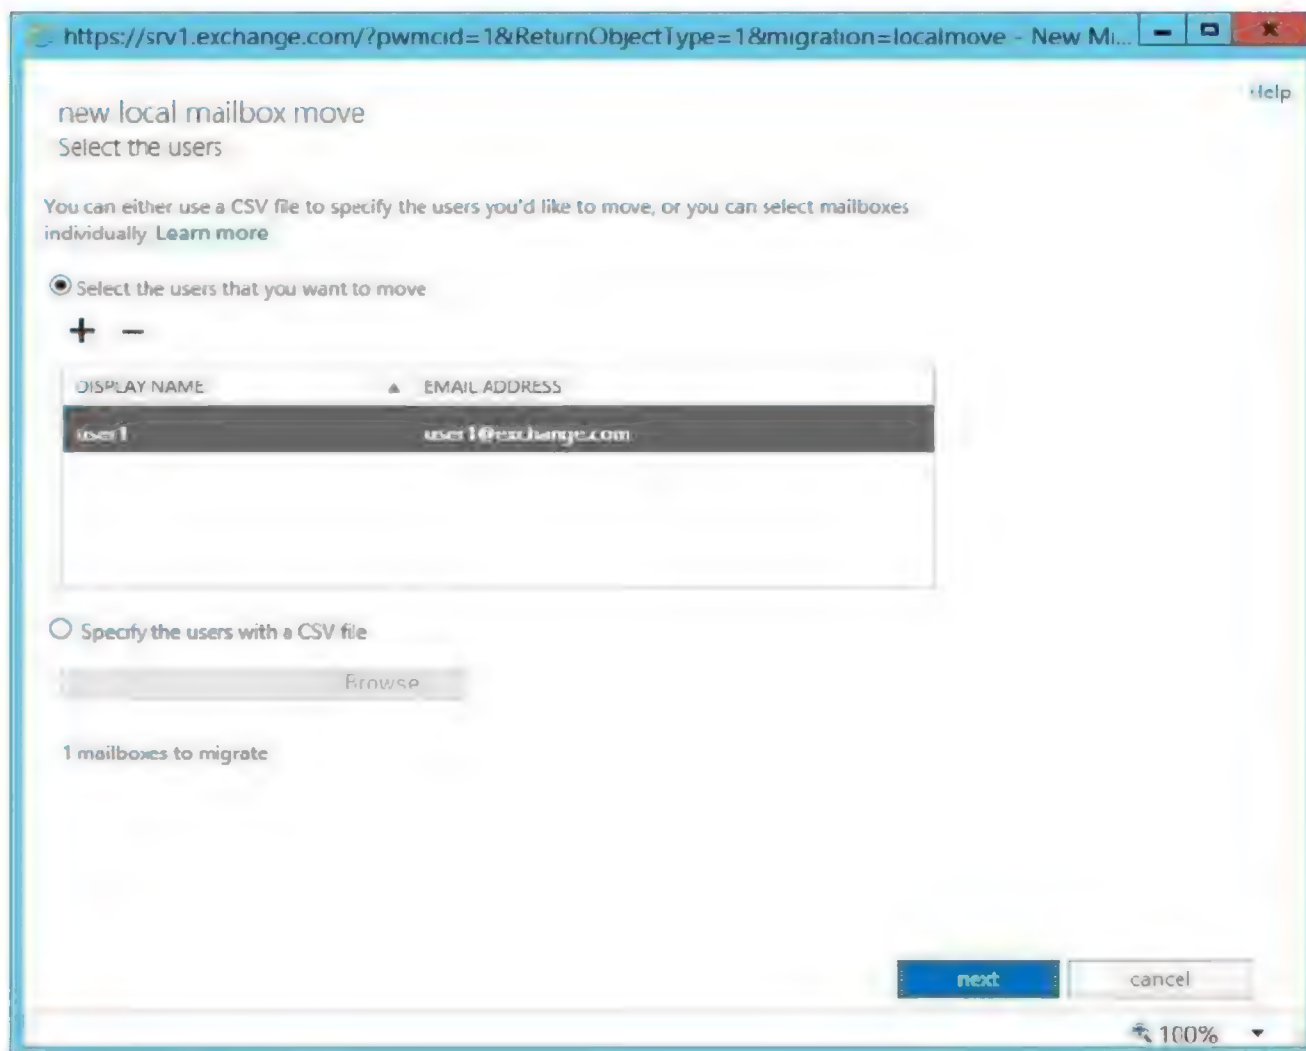 https://srv1.exchange.com/?pwmcid=1&ReturnObjectType=1&migration=localmove - New Mi...
Help
new local mailbox move
Select the users
You can either use a CSV file to specify the users you'd like to move, or you can select mailboxes
individually Learn more
Select the users that you want to move
DISPLAY NAME EMAIL ADDRESS
user1 user1@exchange.com
Specify the users with a CSV file
Browse
1 mailboxes to migrate
next cancel
100%